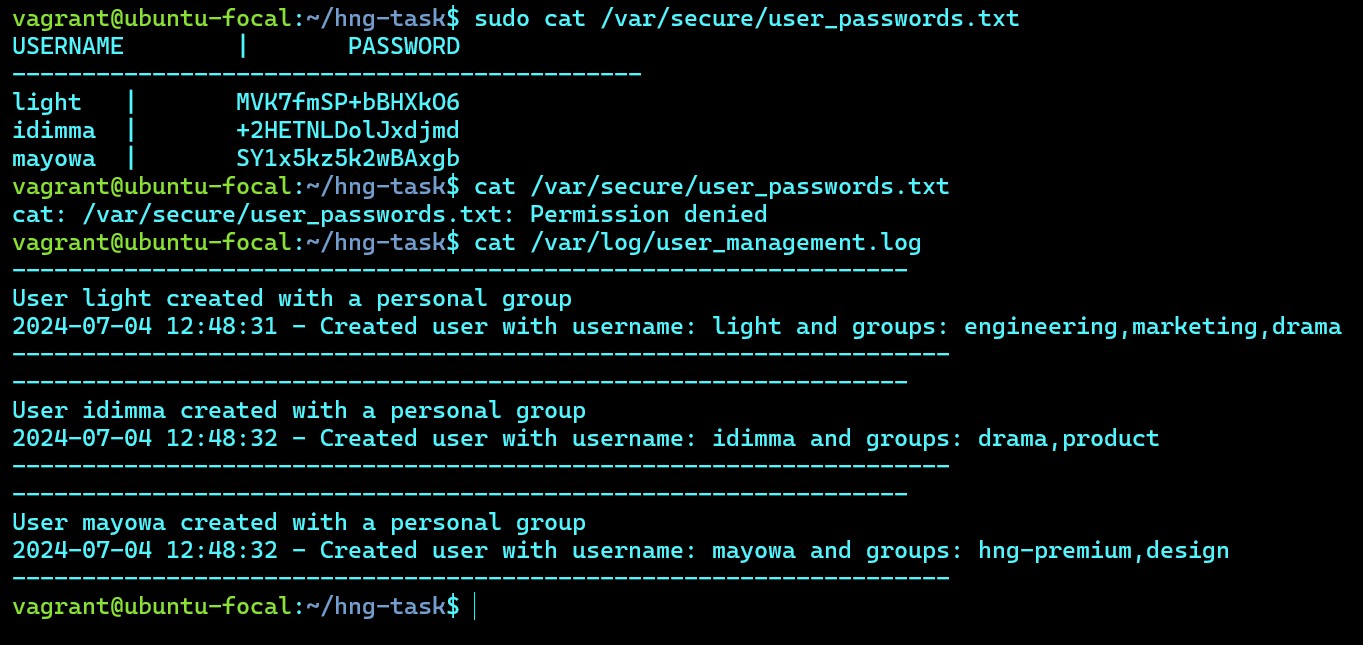 vagrant@ubuntu-focal:~/hng-task$ sudo cat /var/secure/user_passwords.txt
USERNAME        |       PASSWORD
---------------------------------------------
light   |       MVK7fmSP+bBHXkO6
idimma  |       +2HETNLDolJxdjmd
mayowa  |       SY1x5kz5k2wBAxgb
vagrant@ubuntu-focal:~/hng-task$ cat /var/secure/user_passwords.txt
cat: /var/secure/user_passwords.txt: Permission denied
vagrant@ubuntu-focal:~/hng-task$ cat /var/log/user_management.log
----------------------------------------------------------------
User light created with a personal group
2024-07-04 12:48:31 - Created user with username: light and groups: engineering,marketing,drama
-------------------------------------------------------------------
----------------------------------------------------------------
User idimma created with a personal group
2024-07-04 12:48:32 - Created user with username: idimma and groups: drama,product
-------------------------------------------------------------------
----------------------------------------------------------------
User mayowa created with a personal group
2024-07-04 12:48:32 - Created user with username: mayowa and groups: hng-premium,design
-------------------------------------------------------------------
vagrant@ubuntu-focal:~/hng-task$